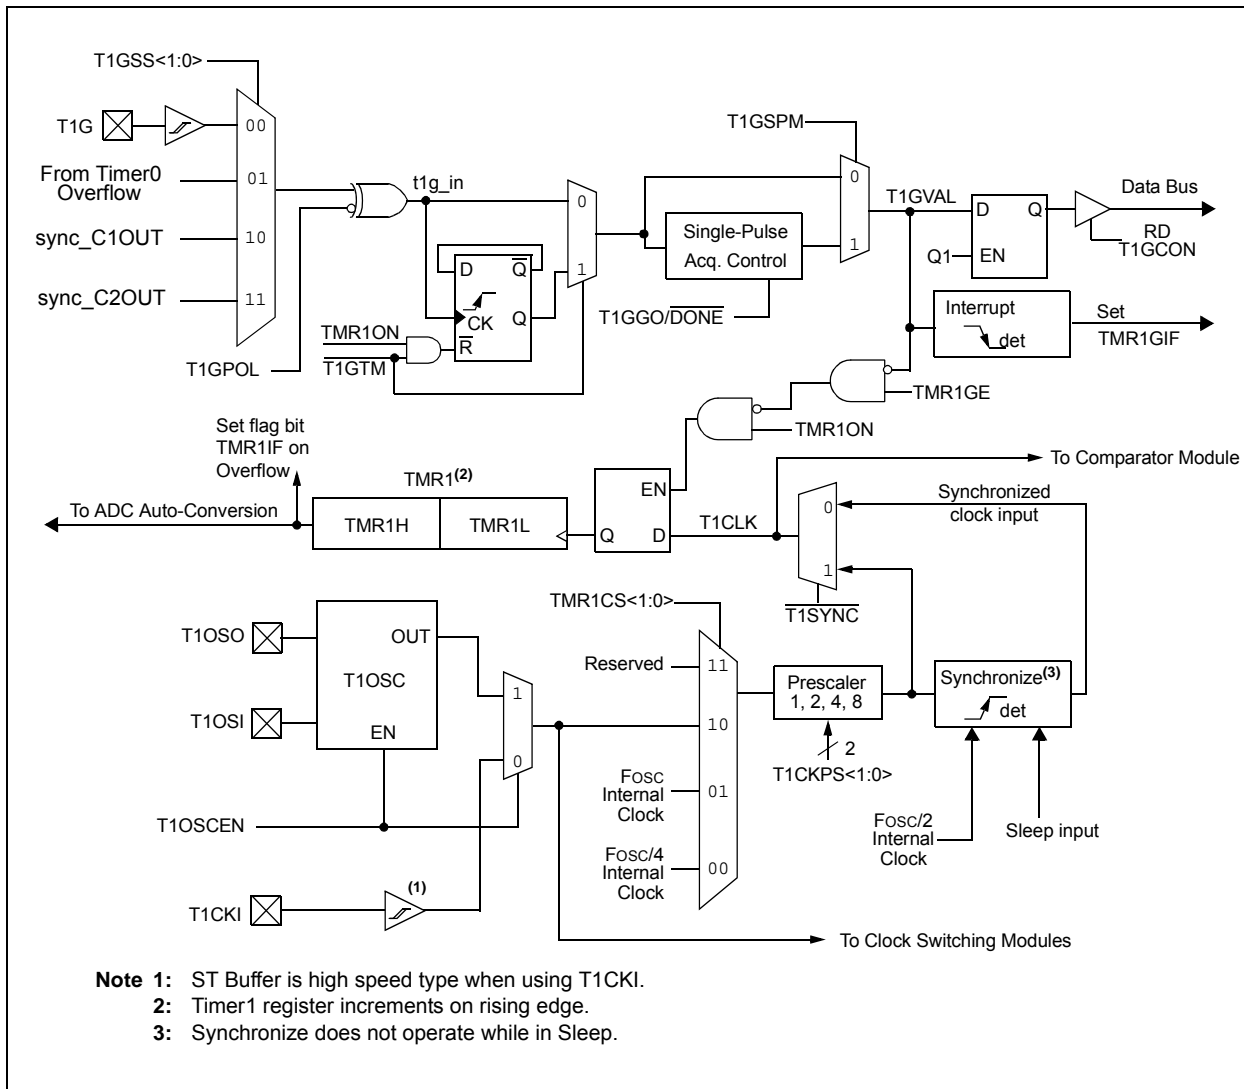 T1GSS<1:0>
T1G
00
From Timer0
Overflow
01
sync_C1OUT
10
sync_C2OUT
11
T1GPOL
t1g_in
0
1
D
Q
CK
Q
R
TMR1ON
T1GTM
T1GSPM
0
1
Single-Pulse
Acq. Control
T1GGO/DONE
T1GVAL
D
Q
Q1
EN
Data Bus
RD
T1GCON
Interrupt
det
Set
TMR1GIF
TMR1GE
TMR1ON
Set flag bit
TMR1IF on
Overflow
To ADC Auto-Conversion
TMR1(2)
TMR1H
TMR1L
EN
Q
D
T1CLK
To Comparator Module
0
1
Synchronized
clock input
T1SYNC
T1OSO
T1OSI
OUT
T1OSC
EN
1
0
T1OSCEN
T1CKI
(1)
TMR1CS<1:0>
Reserved
11
10
FOSC
Internal
Clock
01
FOSC/4
Internal
Clock
00
Prescaler
1, 2, 4, 8
2
T1CKPS<1:0>
Synchronize(3)
det
FOSC/2
Internal
Clock
Sleep input
To Clock Switching Modules
Note 1: ST Buffer is high speed type when using T1CKI.
2: Timer1 register increments on rising edge.
3: Synchronize does not operate while in Sleep.